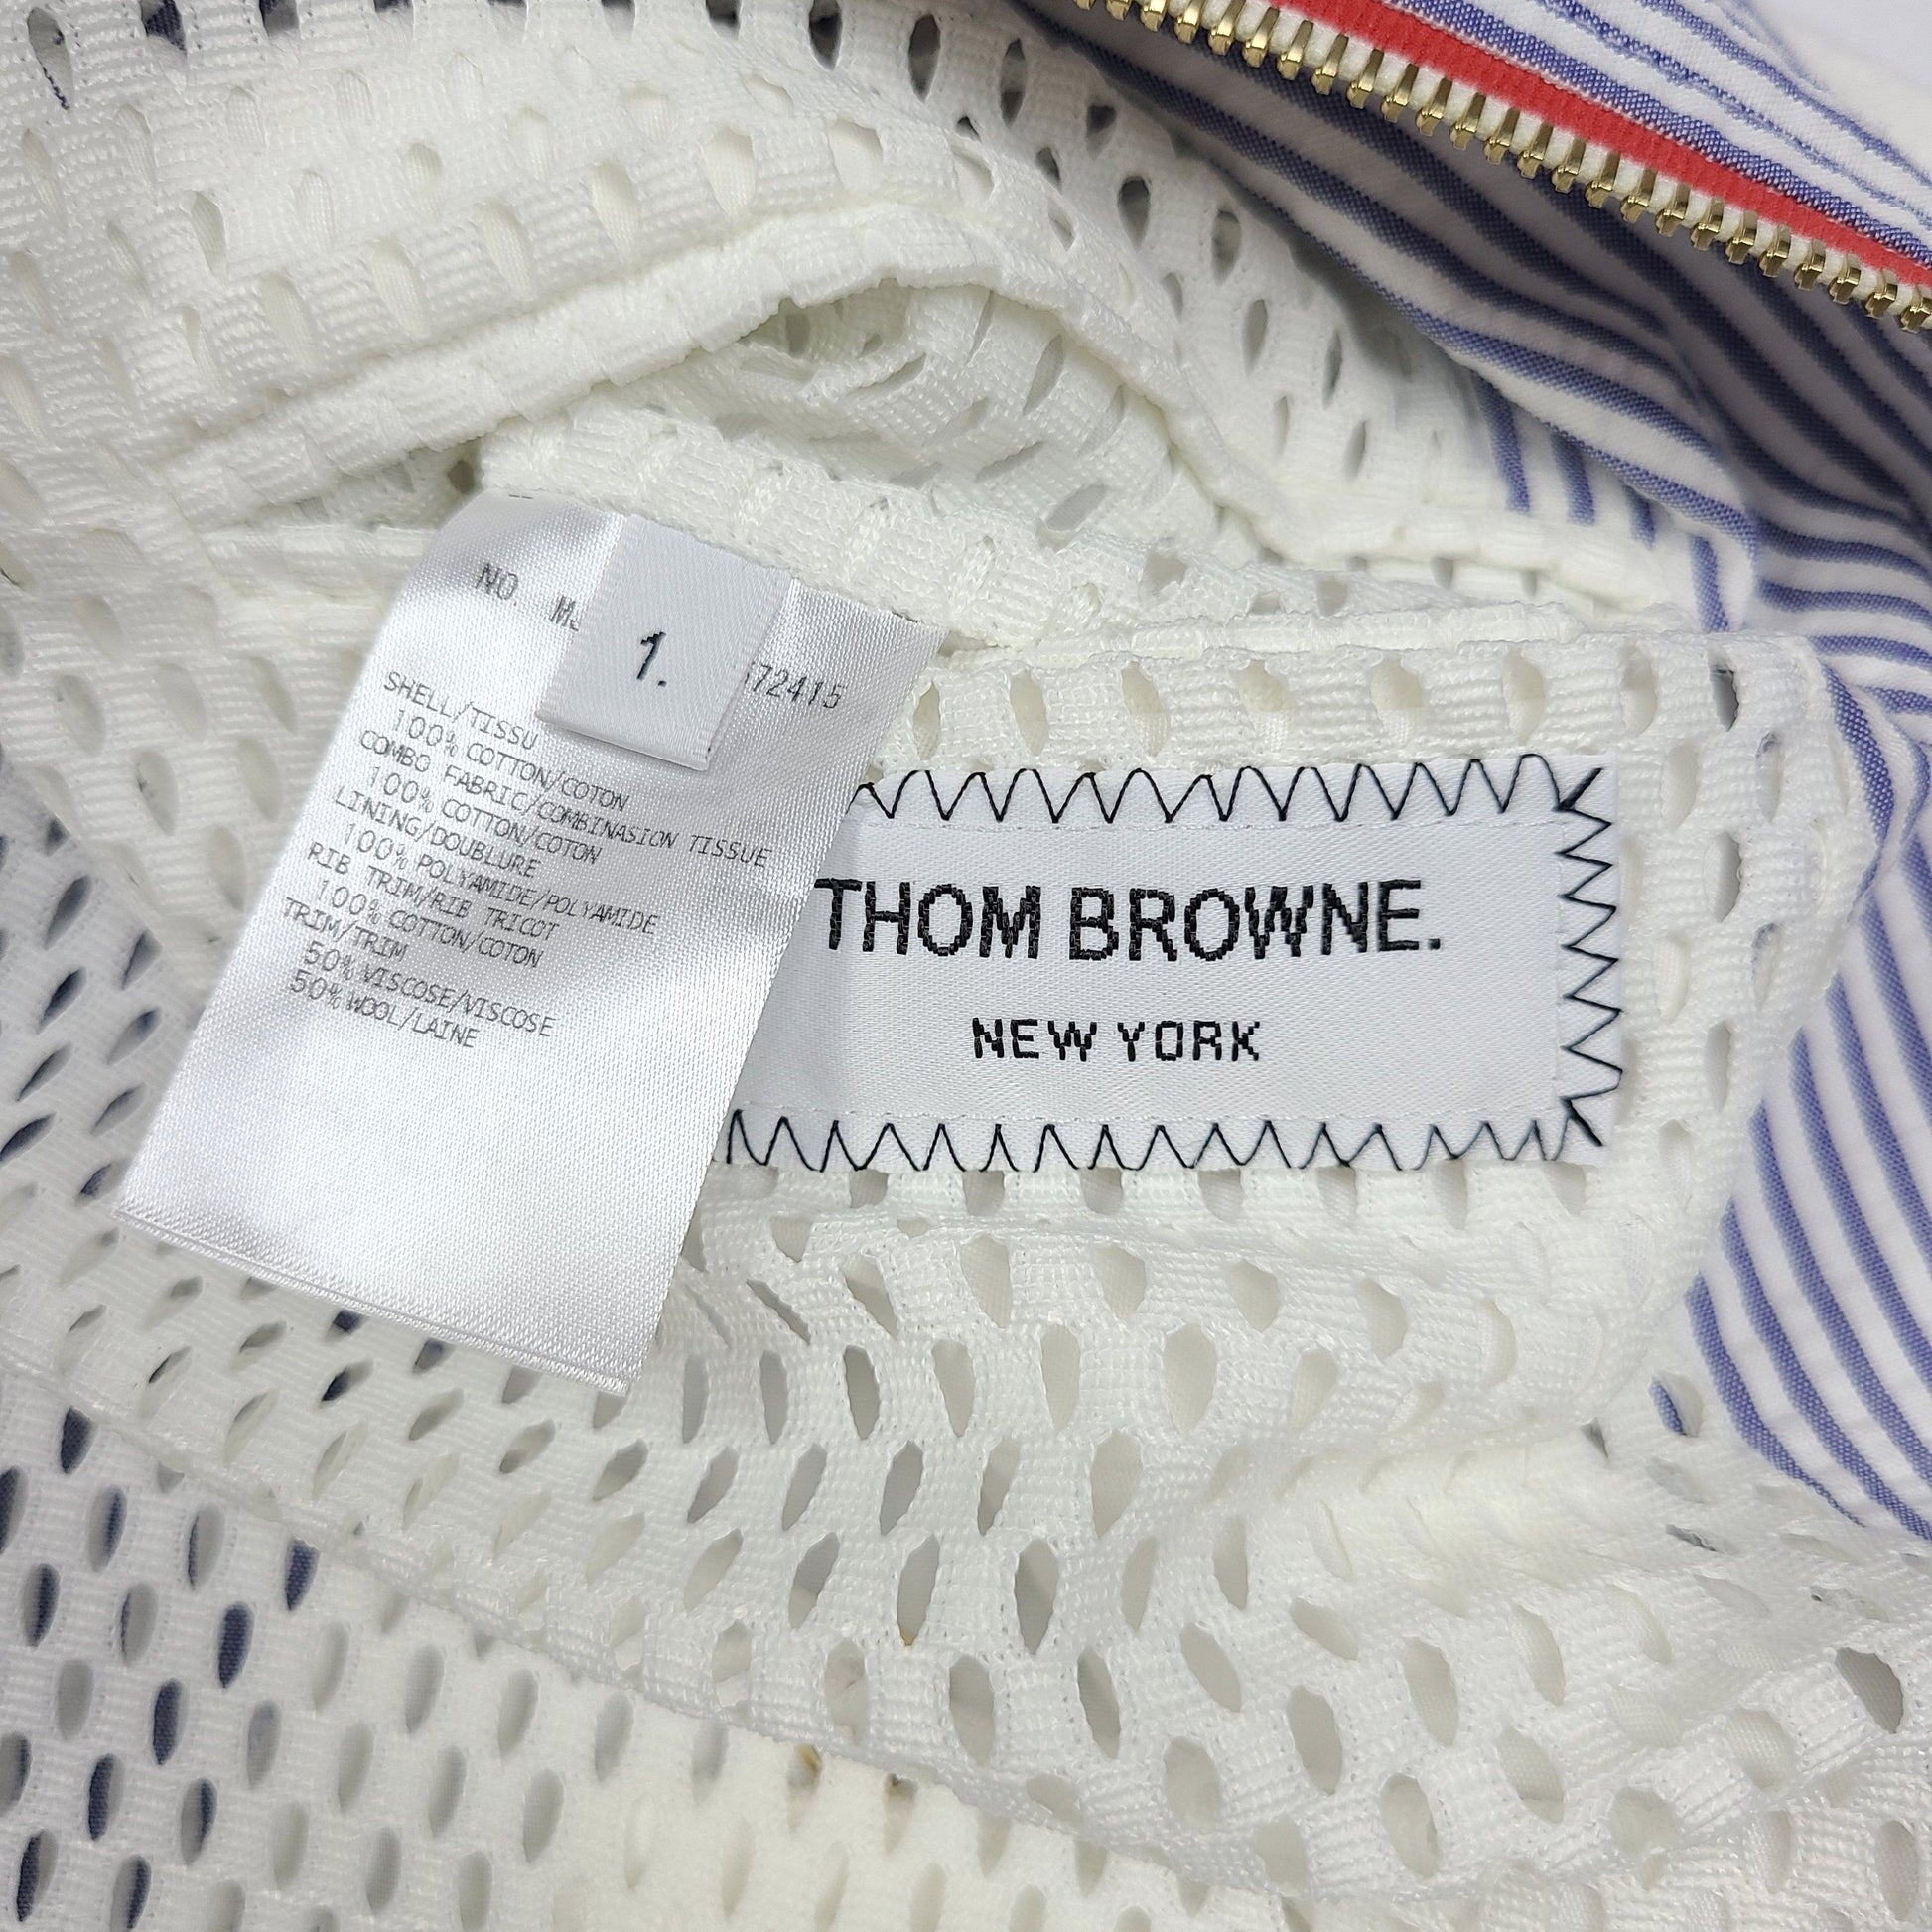 NO.
1.
72415
SHELL/TISSU
100% COTTON/COTON
COMBO FABRIC/COMBINASION TISSUE
100% COTTON/COTON
LINING/DOUBLURE
100% POLYAMIDE/POLYAMIDE
RIB TRIM/RIB TRICOT
100% COTTON/COTON
TRIM/TRIM
50% VISCOSE/VISCOSE
50% WOOL/LAINE
THOM BROWNE.
NEW YORK